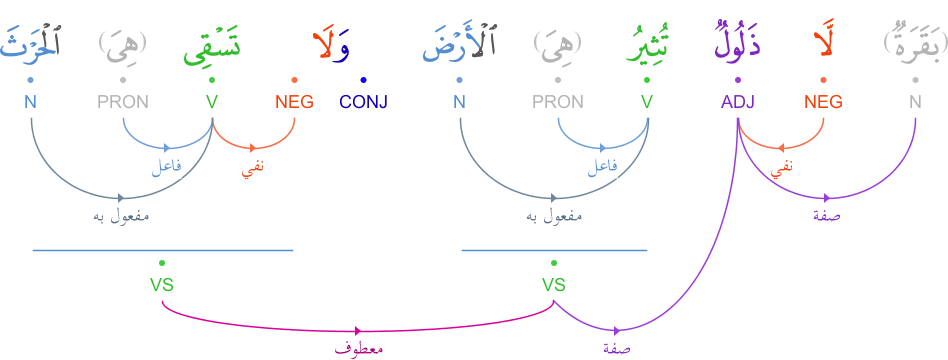 (بَقَرَةٌ) لَّا ذَلُولٌ تُثِيرُ (هِىَ) ٱلْأَرْضَ وَلَا تَسْقِى (هِىَ) ٱلْحَرْثَ
N NEG ADJ V PRON N CONJ NEG V PRON N
نفي فاعل نفي فاعل
صفة مفعول به مفعول به
VS VS
صفة معطوف